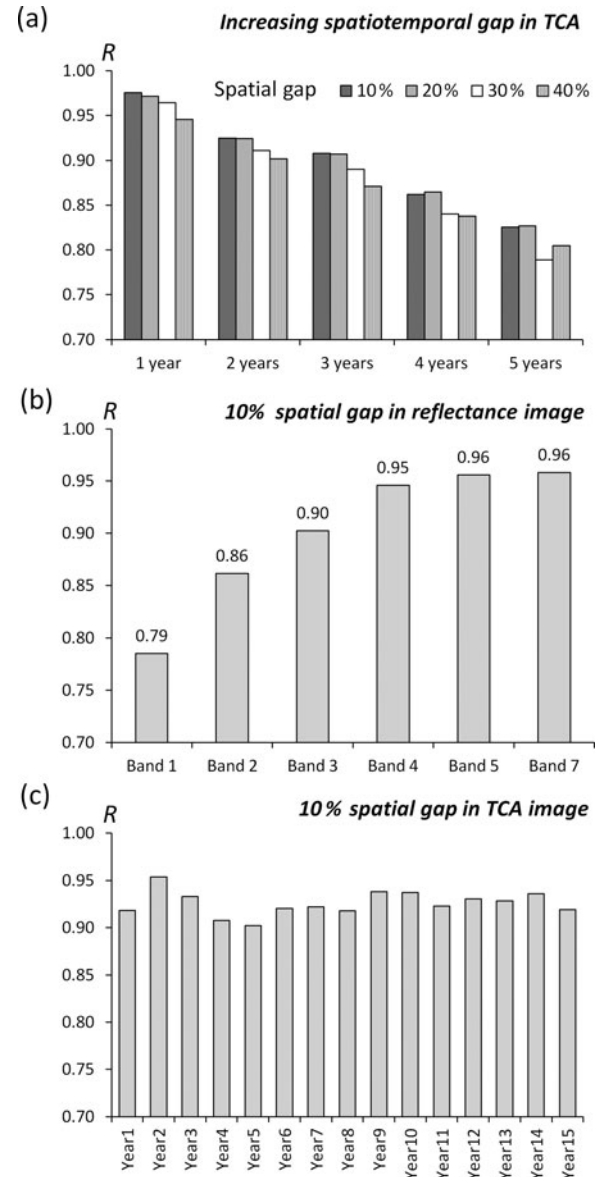 (a) Increasing spatiotemporal gap in TCA
R
1.00
Spatial gap 10% 20% 30% 40%
0.95
0.90
0.85
0.80
0.75
0.70
1 year 2 years 3 years 4 years 5 years
(b) R 10% spatial gap in reflectance image
1.00
0.95 0.96 0.96
0.95
0.90
0.90
0.86
0.85
0.79
0.80
0.75
0.70
Band 1 Band 2 Band 3 Band 4 Band 5 Band 7
(c) R 10% spatial gap in TCA image
1.00
0.95
0.90
0.85
0.80
0.75
0.70
Year1 Year2 Year3 Year4 Year5 Year6 Year7 Year8 Year9 Year10 Year11 Year12 Year13 Year14 Year15